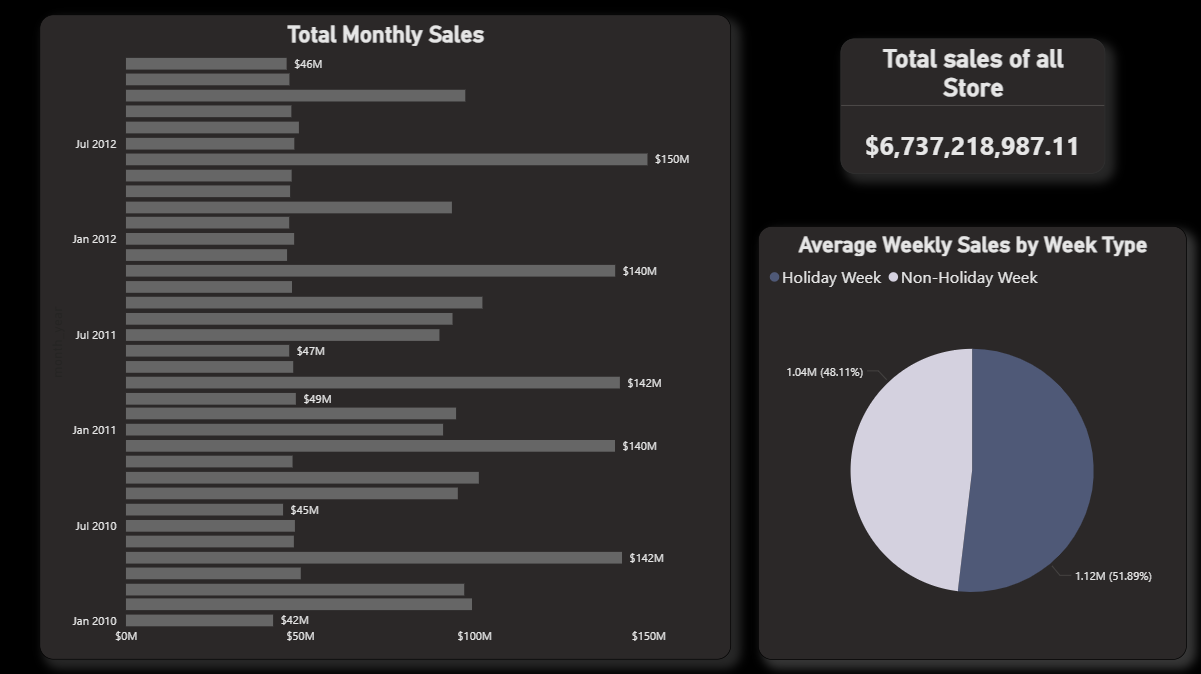 Total Monthly Sales
$46M
Jul 2012
$150M
Jan 2012
$140M
Jul 2011
$47M
$142M
$49M
Jan 2011
$140M
$45M
Jul 2010
$142M
Jan 2010
$42M
$0M $50M $100M $150M
Total sales of all
Store
$6,737,218,987.11
Average Weekly Sales by Week Type
Holiday Week Non-Holiday Week
1.04M (48.11%)
1.12M (51.89%)